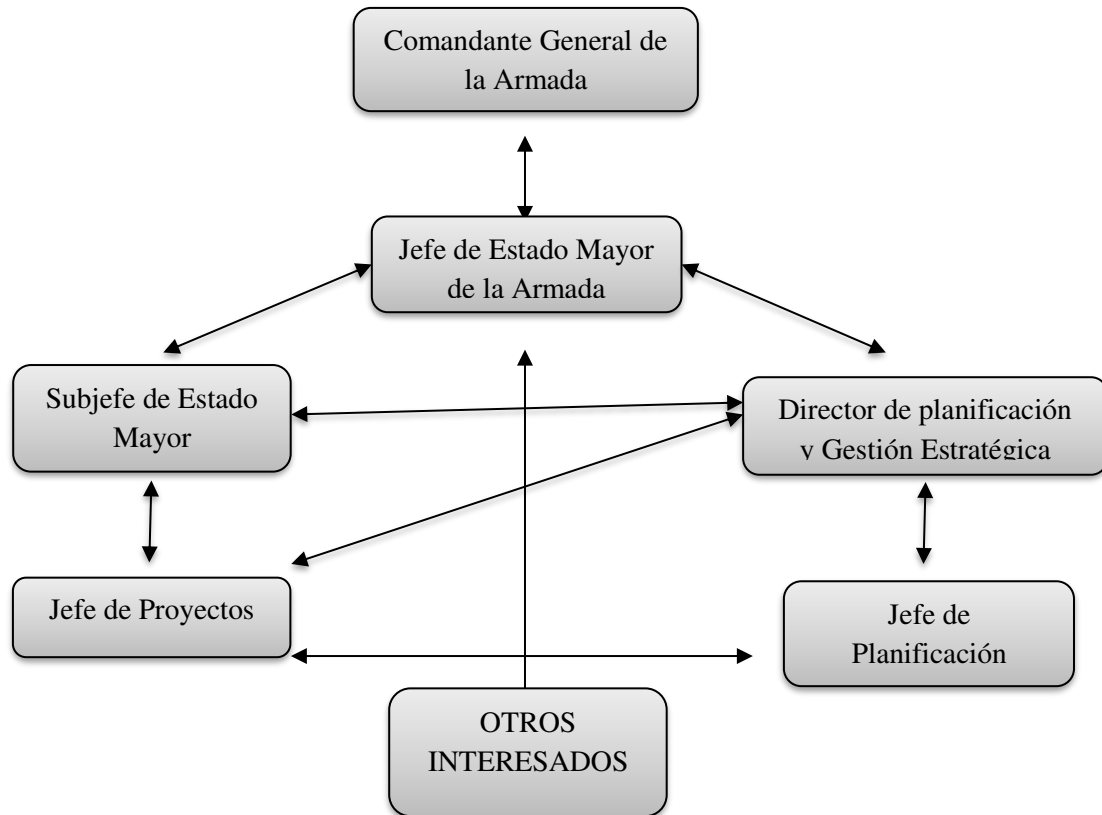 Comandante General de
la Armada
Jefe de Estado Mayor
de la Armada
Subjefe de Estado
Mayor
Director de planificación
y Gestión Estratégica
Jefe de Proyectos
Jefe de
Planificación
OTROS
INTERESADOS